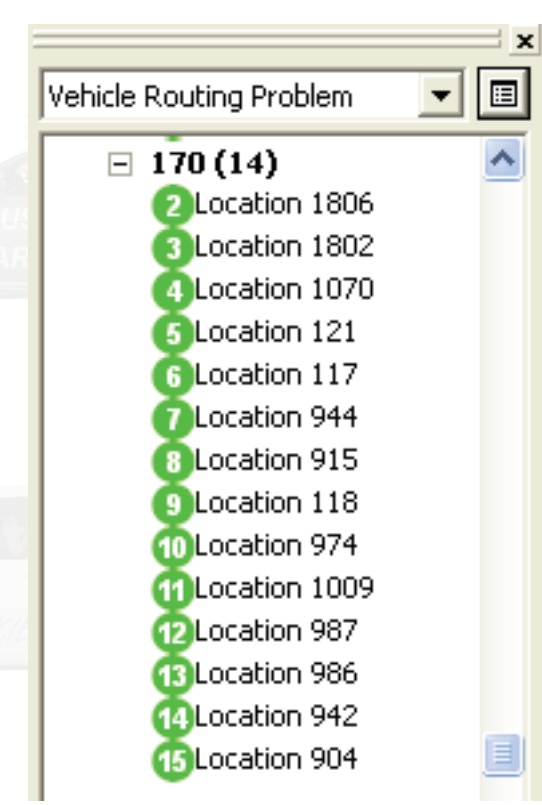 Vehicle Routing Problem
170 (14)
2 Location 1806
3 Location 1802
4 Location 1070
5 Location 121
6 Location 117
7 Location 944
8 Location 915
9 Location 118
10 Location 974
11 Location 1009
12 Location 987
13 Location 986
14 Location 942
15 Location 904